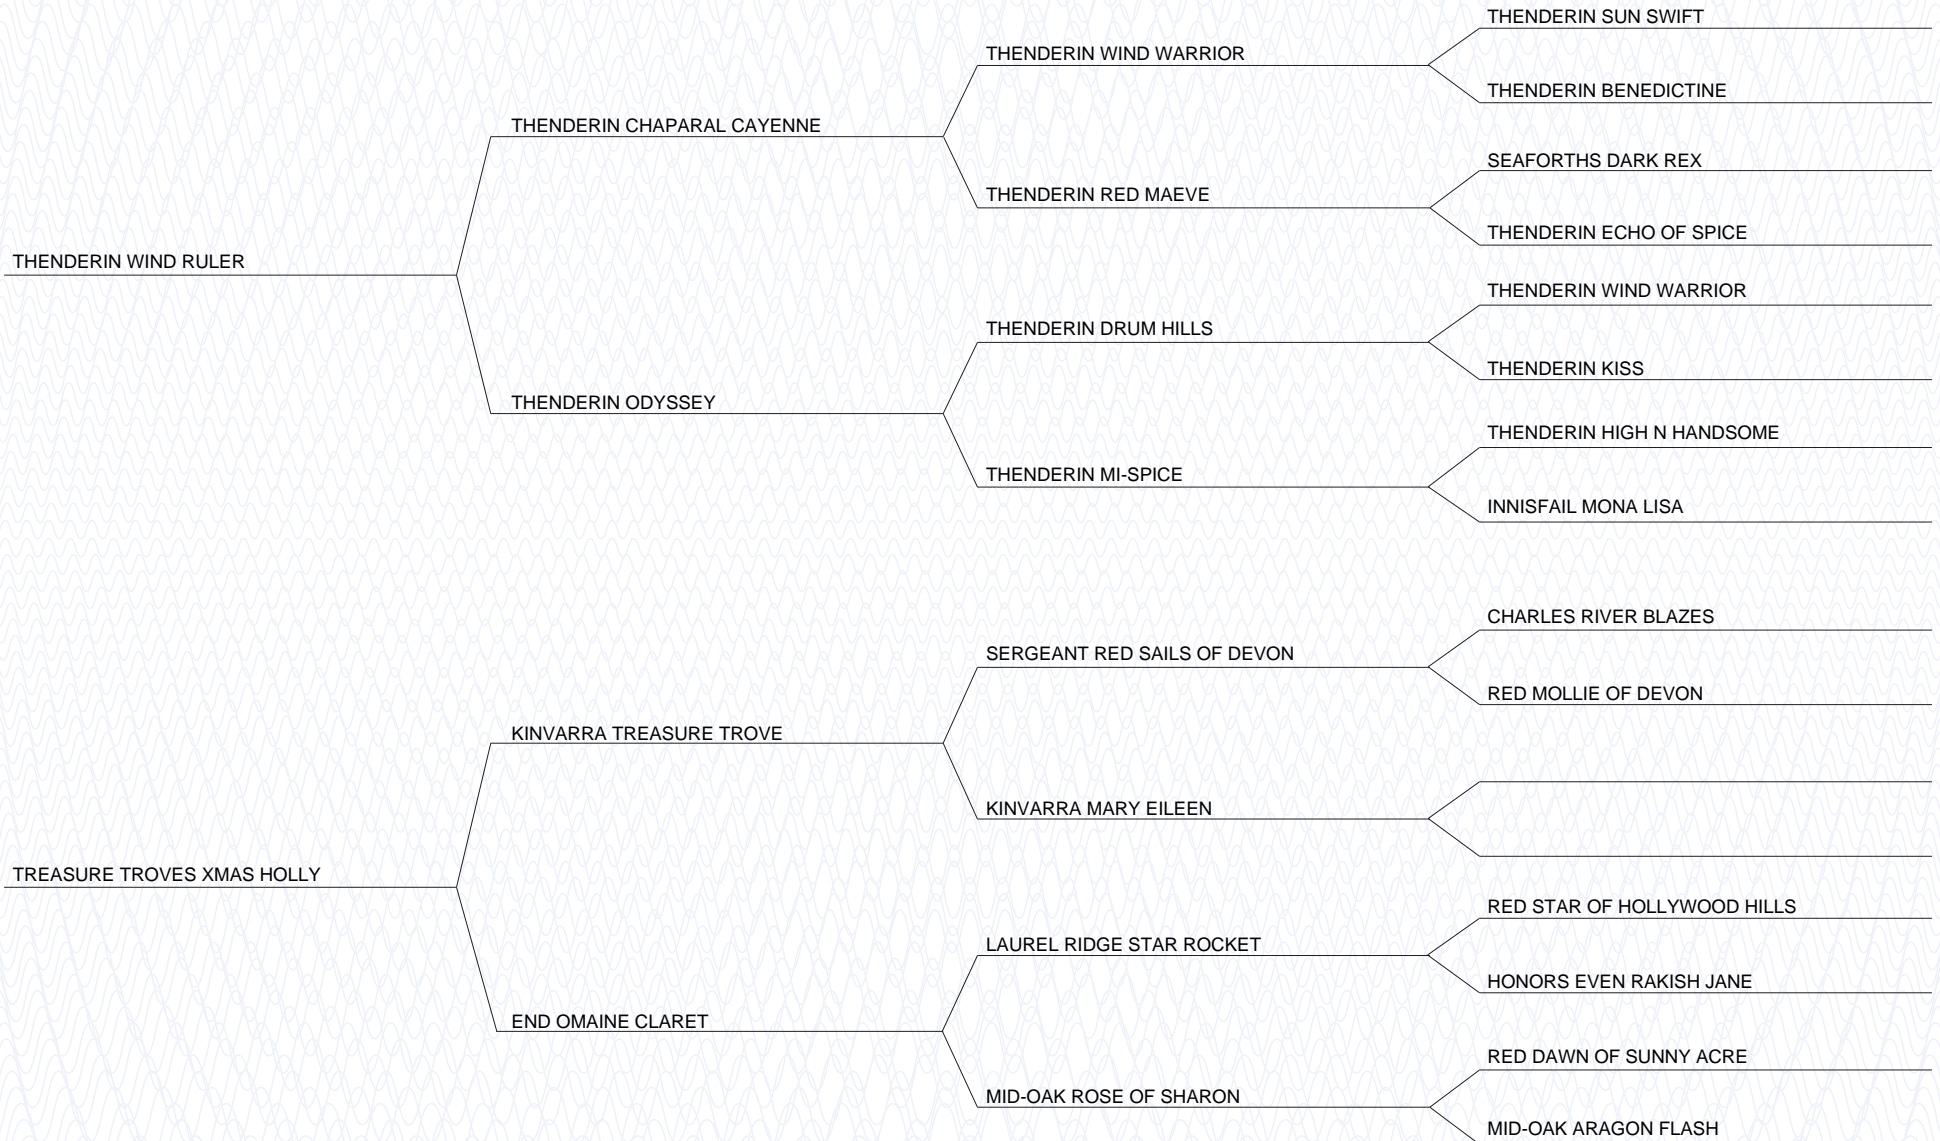 THENDERIN SUN SWIFT
THENDERIN WIND WARRIOR
THENDERIN BENEDICTINE
THENDERIN CHAPARAL CAYENNE
SEAFORTHS DARK REX
THENDERIN RED MAEVE
THENDERIN ECHO OF SPICE
THENDERIN WIND RULER
THENDERIN WIND WARRIOR
THENDERIN DRUM HILLS
THENDERIN KISS
THENDERIN ODYSSEY
THENDERIN HIGH N HANDSOME
THENDERIN MI-SPICE
INNISFAIL MONA LISA
CHARLES RIVER BLAZES
SERGEANT RED SAILS OF DEVON
RED MOLLIE OF DEVON
KINVARRA TREASURE TROVE
KINVARRA MARY EILEEN
TREASURE TROVES XMAS HOLLY
RED STAR OF HOLLYWOOD HILLS
LAUREL RIDGE STAR ROCKET
HONORS EVEN RAKISH JANE
END OMAINE CLARET
RED DAWN OF SUNNY ACRE
MID-OAK ROSE OF SHARON
MID-OAK ARAGON FLASH